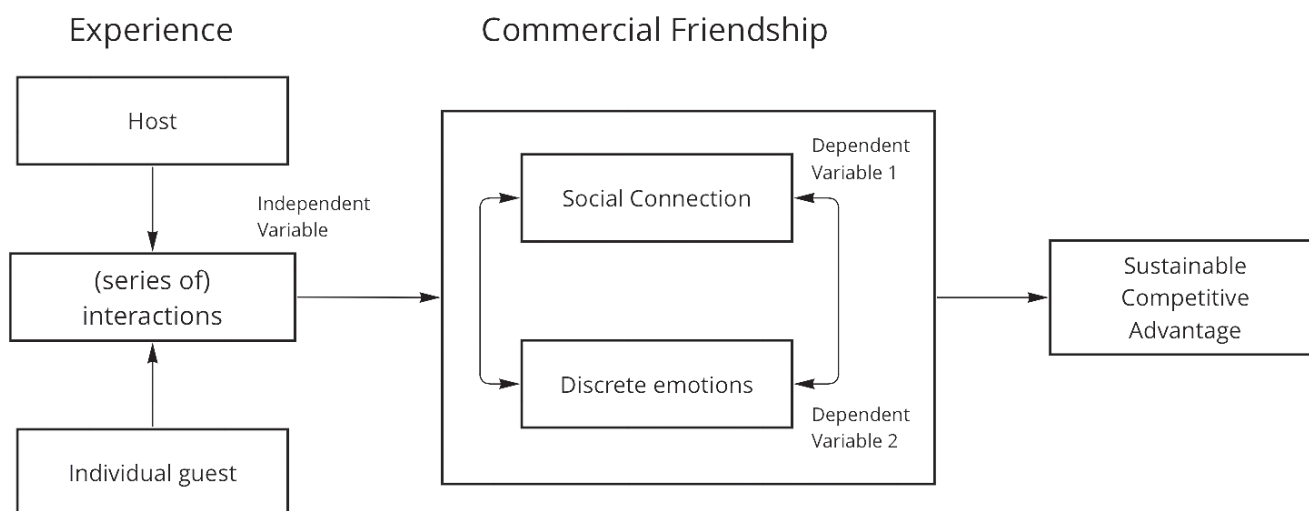 Experience
Commercial Friendship
Host
Independent
Variable
(series of)
interactions
Individual guest
Dependent
Variable 1
Social Connection
Discrete emotions
Dependent
Variable 2
Sustainable
Competitive
Advantage